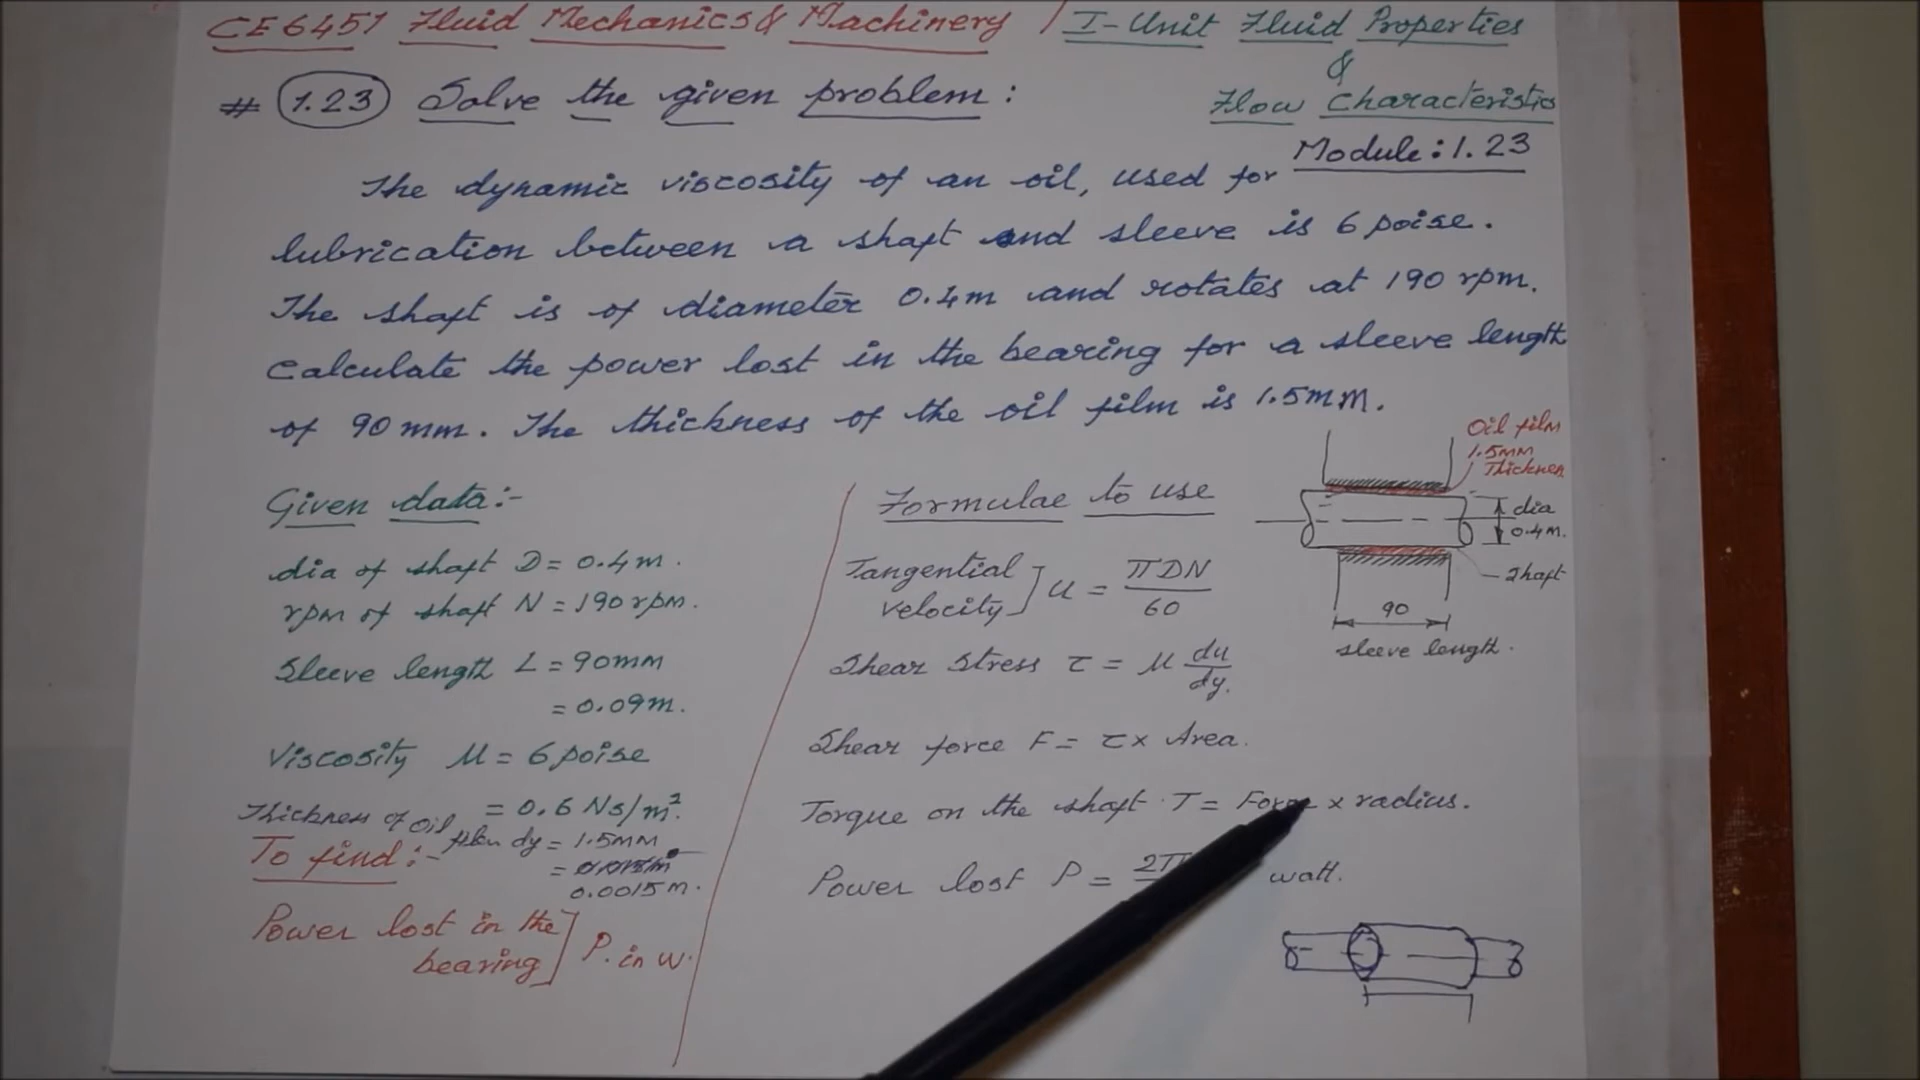 CE6451 Fluid Mechanics & Machinery / I-Unit Fluid Properties
&
Flow Characteristics
# 1.23 Solve the given problem:
Module: 1.23
The dynamic viscosity of an oil, used for
lubrication between a shaft and sleeve is 6 poise.
The shaft is of diameter 0.4m and rotates at 190 rpm.
Calculate the power lost in the bearing for a sleeve length
of 90 mm. The thickness of the oil film is 1.5mm.
Given data:-
dia of shaft D = 0.4m.
rpm of shaft N = 190 rpm.
Sleeve length L = 90mm
= 0.09m.
Viscosity μ = 6 poise
= 0.6 Ns/m²
Thickness of oil film dy = 1.5mm
=
0.0015m.
To find:-
Power lost in the
bearing] P. in w.
Formulae to use
Tangential
velocity] u = πDN
60
Shear Stress τ = μ du
dy.
Shear force F = τ x Area.
Torque on the shaft T = Force x radius.
Power lost P = 2π watt.
Oil film
1.5mm
Thickness
dia
0.4m.
Shaft
90
sleeve length.